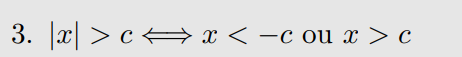 3. |x| > c ⟺ x < −c ou x > c